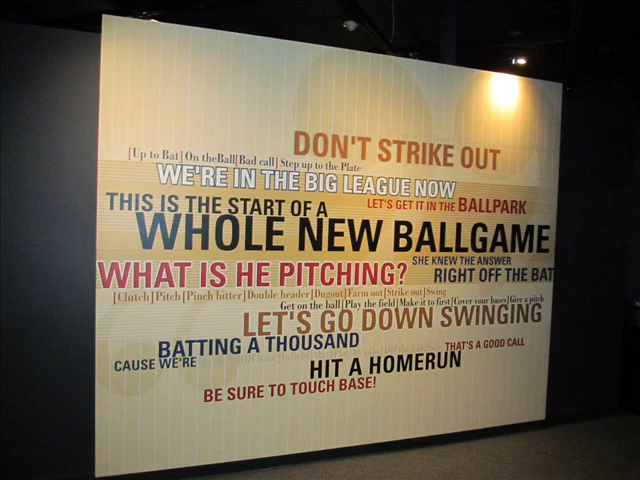 DON'T STRIKE OUT
[Up to Bat] On theBall[Bad call] Step up to the Plate
WE'RE IN THE BIG LEAGUE NOW
THIS IS THE START OF A
LET'S GET IT IN THE BALLPARK
WHOLE NEW BALLGAME
SHE KNEW THE ANSWER
WHAT IS HE PITCHING?
RIGHT OFF THE BAT
[Clutch] Pitch [Pinch hitter] Double header [Dugout] Farm out [Strike out] Swing
Get on the ball [Play the field] Make it to first [Cover your bases] Give a pitch
LET'S GO DOWN SWINGING
BATTING A THOUSAND
THAT'S A GOOD CALL
CAUSE WE'RE
HIT A HOMERUN
BE SURE TO TOUCH BASE!